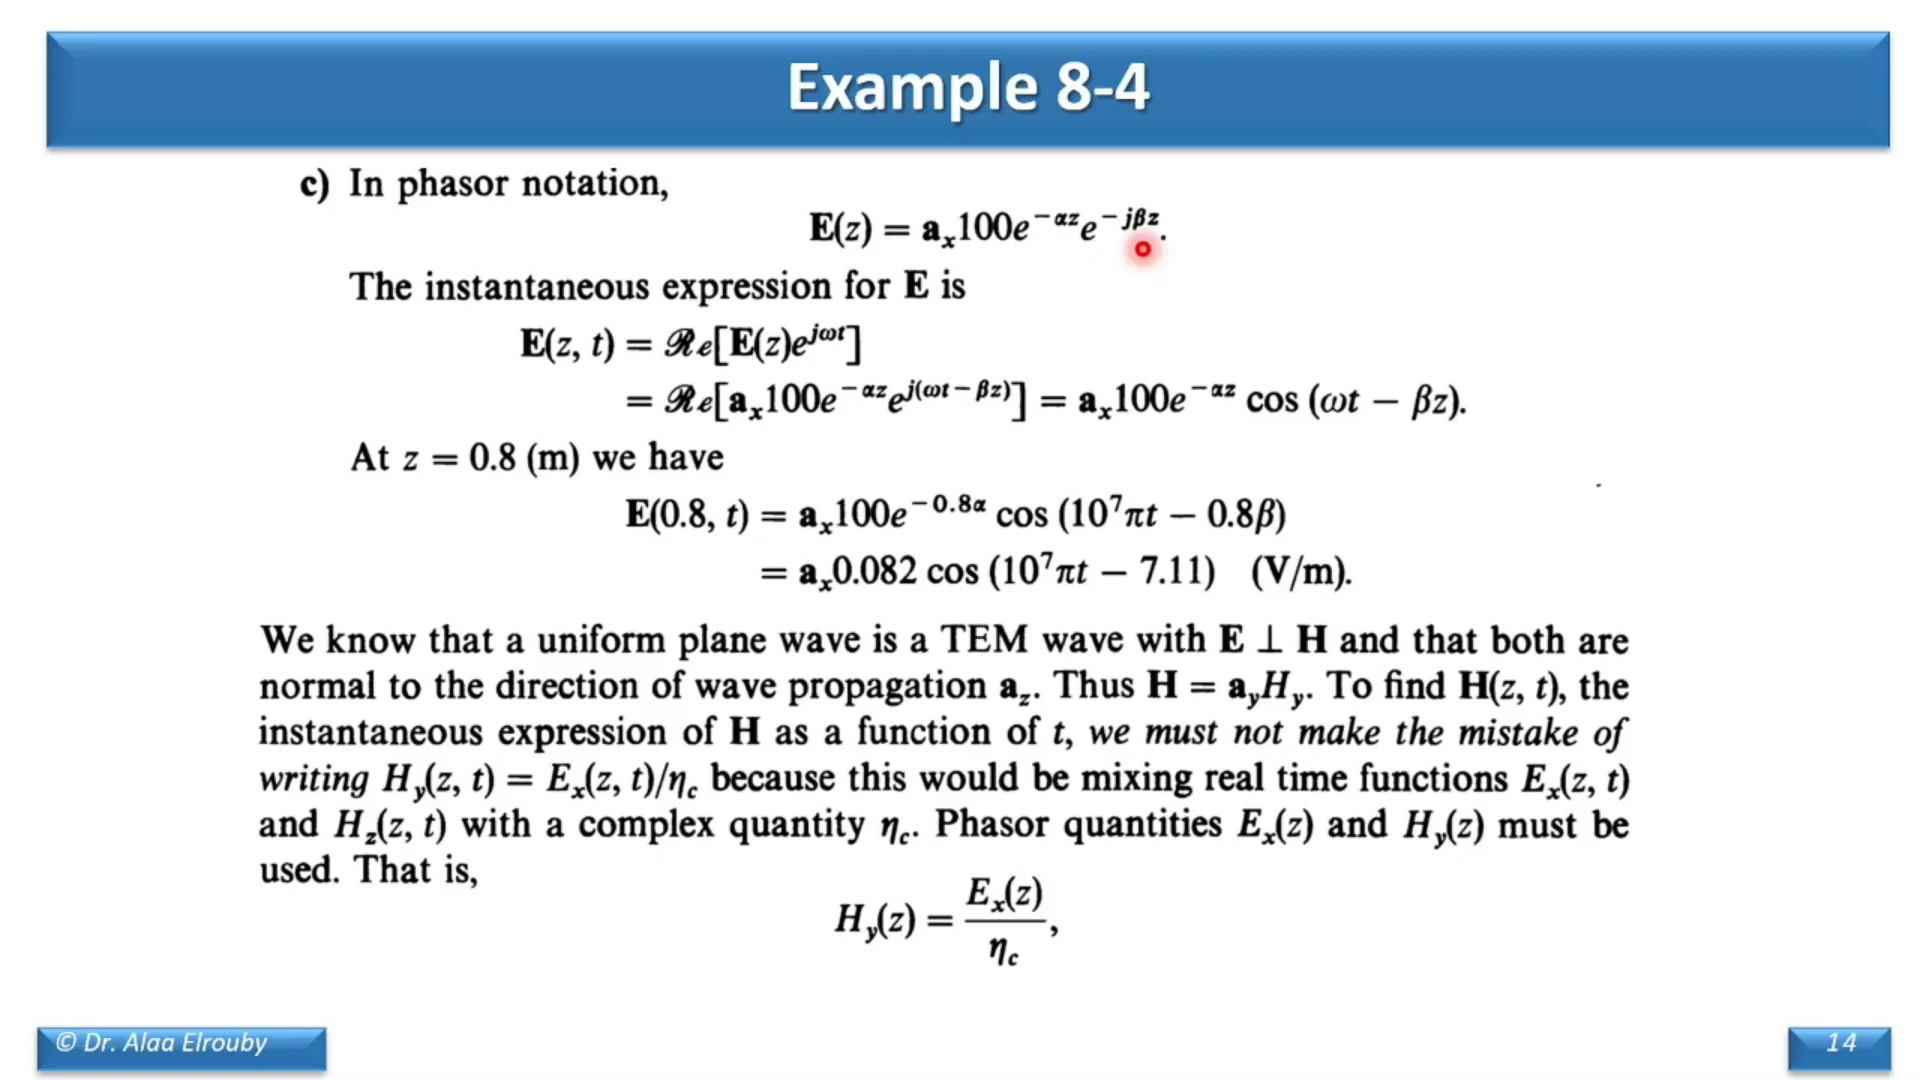 Example 8-4
c) In phasor notation,
E(z) = aₓ100e^{−αz}e^{−jβz}.
The instantaneous expression for E is
E(z, t) = ℛℯ[E(z)e^{jωt}]
= ℛℯ[aₓ100e^{−αz}e^{j(ωt − βz)}] = aₓ100e^{−αz} cos (ωt − βz).
At z = 0.8 (m) we have
E(0.8, t) = aₓ100e^{−0.8α} cos (10⁷πt − 0.8β)
= aₓ0.082 cos (10⁷πt − 7.11) (V/m).
We know that a uniform plane wave is a TEM wave with E ⊥ H and that both are
normal to the direction of wave propagation a_z. Thus H = a_yH_y. To find H(z, t), the
instantaneous expression of H as a function of t, we must not make the mistake of
writing H_y(z, t) = Eₓ(z, t)/η_c because this would be mixing real time functions Eₓ(z, t)
and H_z(z, t) with a complex quantity η_c. Phasor quantities Eₓ(z) and H_y(z) must be
used. That is,
H_y(z) = Eₓ(z)/η_c,
© Dr. Alaa Elrouby
14